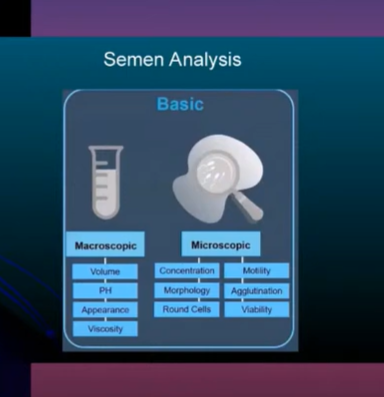 Semen Analysis
Basic
Macroscopic
Volume
PH
Appearance
Viscosity
Microscopic
Concentration
Motility
Morphology
Agglutination
Round Cells
Viability